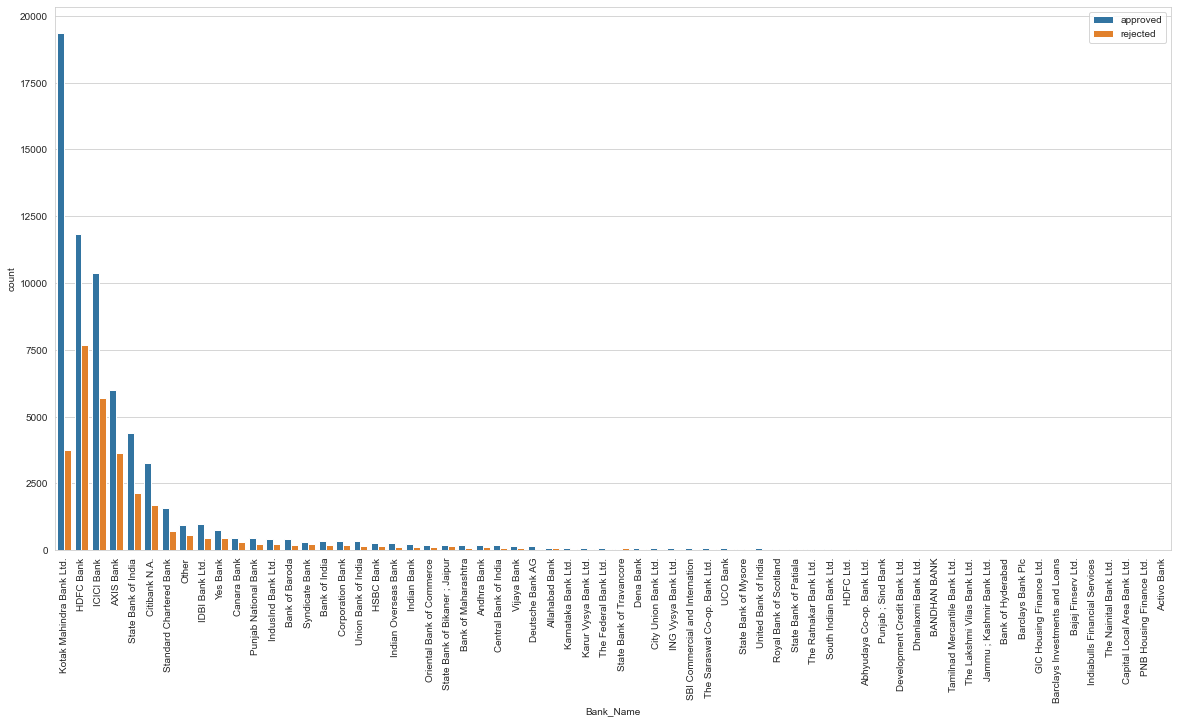 20000
17500
15000
12500
10000
7500
5000
2500
0
count
approved
rejected
Kotak Mahindra Bank Ltd.
HDFC Bank
ICICI Bank
AXIS Bank
State Bank of India
Citibank N.A.
Standard Chartered Bank
Other
IDBI Bank Ltd.
Yes Bank
Canara Bank
Punjab National Bank
IndusInd Bank Ltd.
Bank of Baroda
Syndicate Bank
Bank of India
Corporation Bank
Union Bank of India
HSBC Bank
Indian Overseas Bank
Indian Bank
Oriental Bank of Commerce
State Bank of Bikaner ; Jaipur
Bank of Maharashtra
Andhra Bank
Central Bank of India
Vijaya Bank
Deutsche Bank AG
Allahabad Bank
Karnataka Bank Ltd.
Karur Vysya Bank Ltd.
The Federal Bank Ltd.
State Bank of Travancore
Dena Bank
City Union Bank Ltd.
ING Vysya Bank Ltd.
SBI Commercial and Internation
The Saraswat Co-op. Bank Ltd.
UCO Bank
State Bank of Mysore
United Bank of India
Royal Bank of Scotland
State Bank of Patiala
The Ratnakar Bank Ltd.
South Indian Bank Ltd.
HDFC Ltd.
Abhyudaya Co-op. Bank Ltd.
Punjab ; Sind Bank
Development Credit Bank Ltd.
Dhanlaxmi Bank Ltd.
BANDHAN BANK
Tamilnad Mercantile Bank Ltd.
The Lakshmi Vilas Bank Ltd.
Jammu ; Kashmir Bank Ltd.
Bank of Hyderabad
Barclays Bank Plc
GIC Housing Finance Ltd.
Barclays Investments and Loans
Bajaj Finserv Ltd.
Indiabulls Financial Services
The Nainital Bank Ltd.
Capital Local Area Bank Ltd.
PNB Housing Finance Ltd.
Activo Bank
Bank_Name